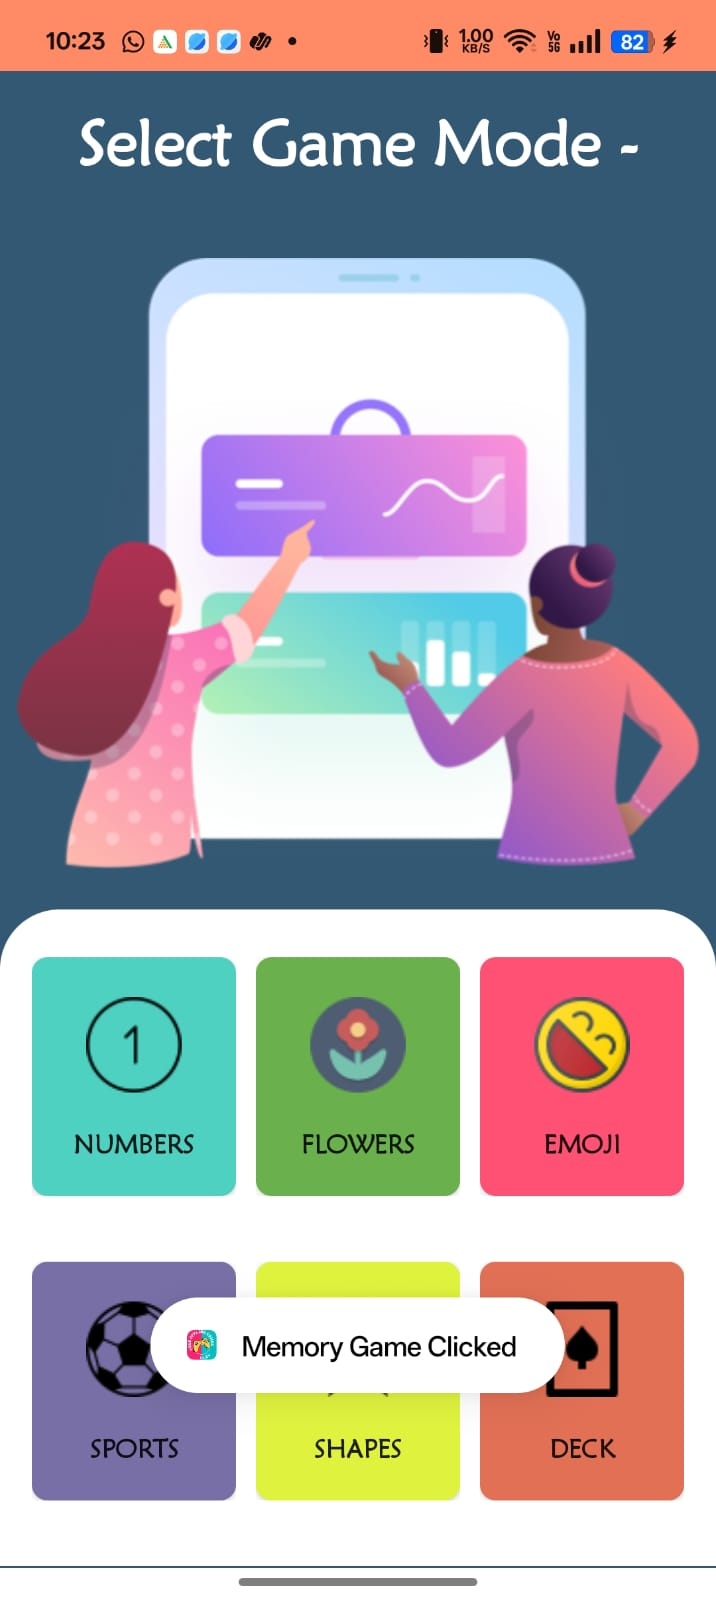 10:23 1.00 KB/S Vo 5G 82
Select Game Mode -
1
NUMBERS FLOWERS EMOJI
Memory Game Clicked
SPORTS SHAPES DECK